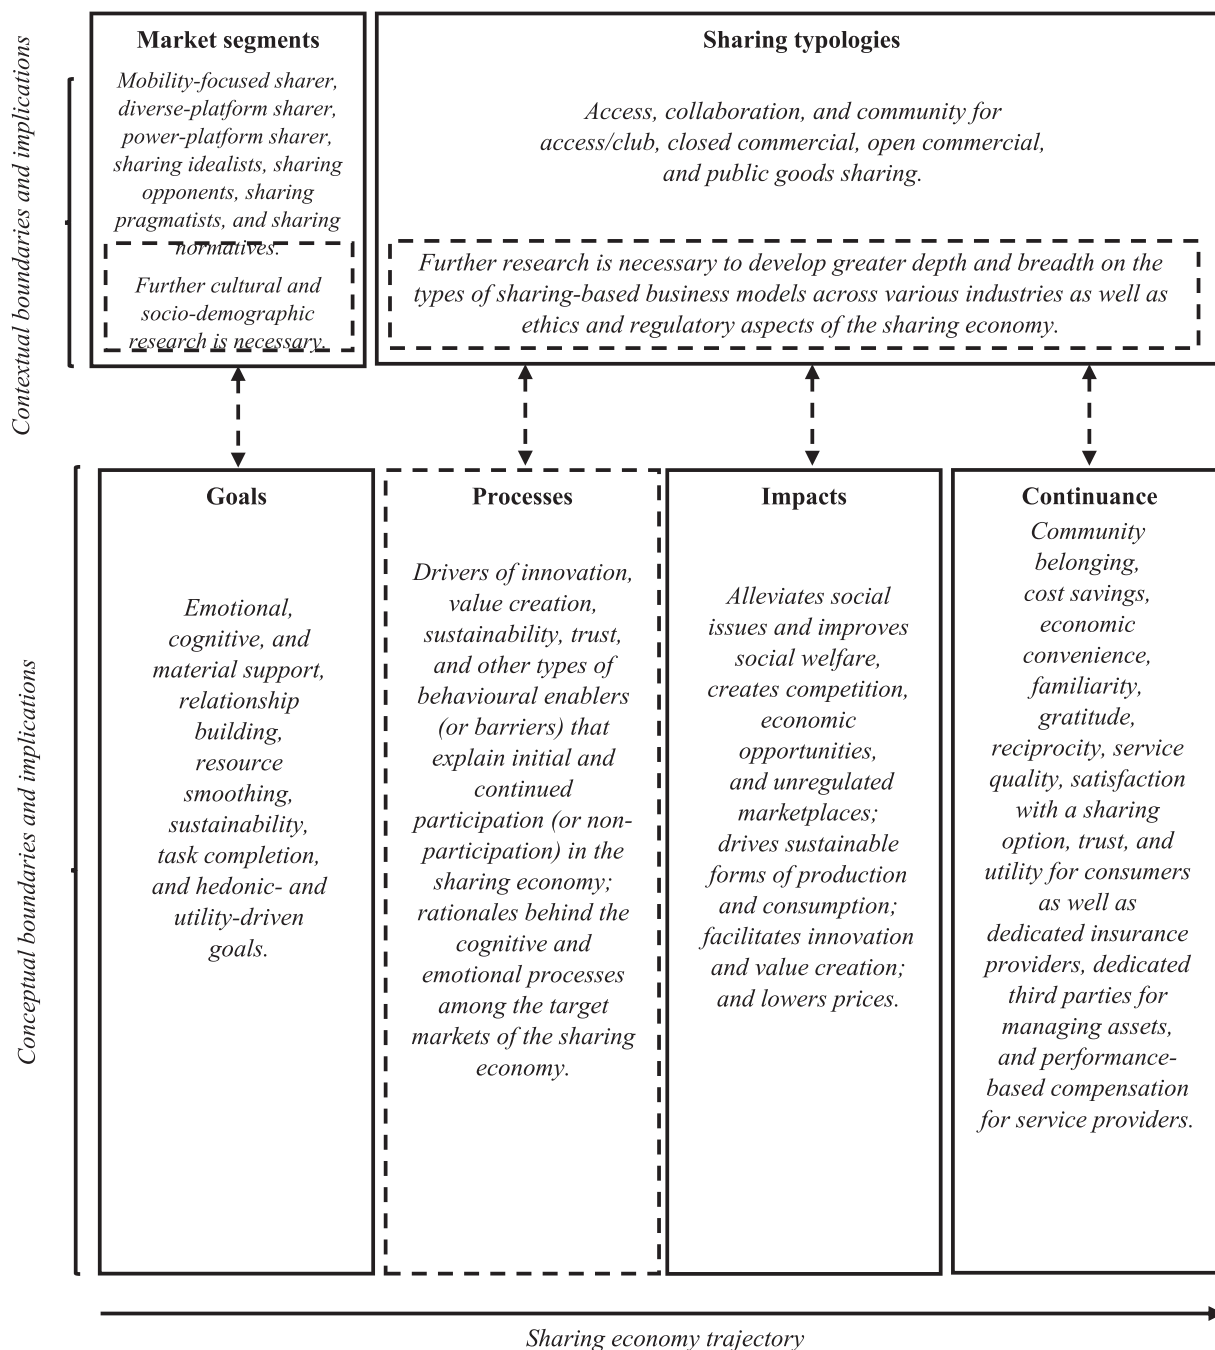 Contextual boundaries and implications
Market segments
Mobility-focused sharer,
diverse-platform sharer,
power-platform sharer,
sharing idealists, sharing
opponents, sharing
pragmatists, and sharing
normatives.
Further cultural and
socio-demographic
research is necessary.
Sharing typologies
Access, collaboration, and community for
access/club, closed commercial, open commercial,
and public goods sharing.
Further research is necessary to develop greater depth and breadth on the
types of sharing-based business models across various industries as well as
ethics and regulatory aspects of the sharing economy.
Conceptual boundaries and implications
Goals
Emotional,
cognitive, and
material support,
relationship
building,
resource
smoothing,
sustainability,
task completion,
and hedonic- and
utility-driven
goals.
Processes
Drivers of innovation,
value creation,
sustainability, trust,
and other types of
behavioural enablers
(or barriers) that
explain initial and
continued
participation (or non-
participation) in the
sharing economy;
rationales behind the
cognitive and
emotional processes
among the target
markets of the sharing
economy.
Impacts
Alleviates social
issues and improves
social welfare,
creates competition,
economic
opportunities,
and unregulated
marketplaces;
drives sustainable
forms of production
and consumption;
facilitates innovation
and value creation;
and lowers prices.
Continuance
Community
belonging,
cost savings,
economic
convenience,
familiarity,
gratitude,
reciprocity, service
quality, satisfaction
with a sharing
option, trust, and
utility for consumers
as well as
dedicated insurance
providers, dedicated
third parties for
managing assets,
and performance-
based compensation
for service providers.
Sharing economy trajectory